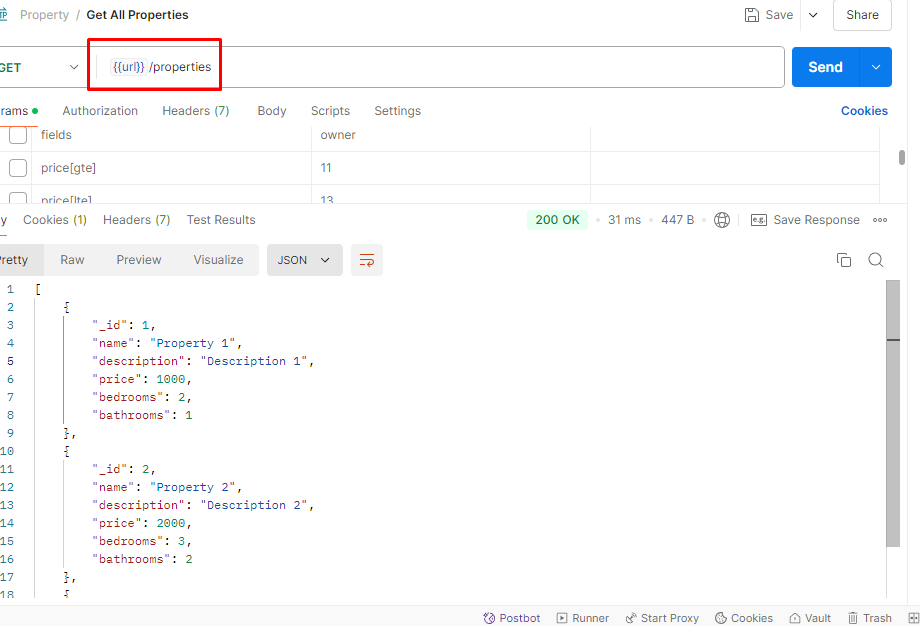 Property / Get All Properties Save Share
GET {{url}} /properties Send
rams Authorization Headers (7) Body Scripts Settings Cookies
fields owner
price[gte] 11
price[lte] 13
y Cookies (1) Headers (7) Test Results 200 OK 31 ms 447 B e.g. Save Response
Pretty Raw Preview Visualize JSON
1 [
2 {
3 "_id": 1,
4 "name": "Property 1",
5 "description": "Description 1",
6 "price": 1000,
7 "bedrooms": 2,
8 "bathrooms": 1
9 },
10 {
11 "_id": 2,
12 "name": "Property 2",
13 "description": "Description 2",
14 "price": 2000,
15 "bedrooms": 3,
16 "bathrooms": 2
17 },
18 {
Postbot Runner Start Proxy Cookies Vault Trash